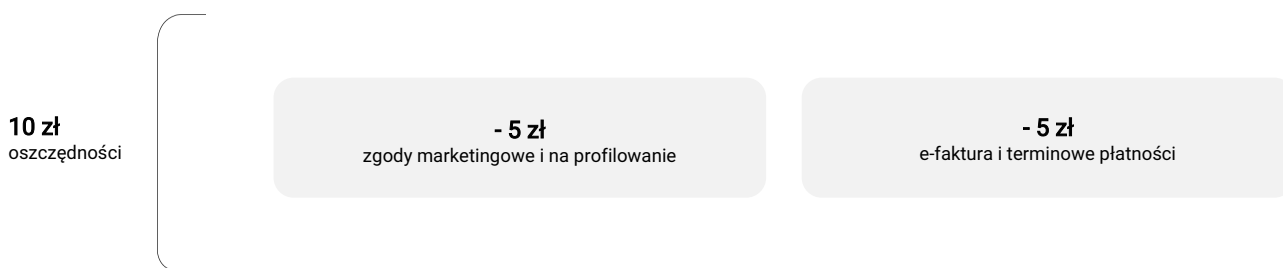 10 zł
oszczędności
- 5 zł
zgody marketingowe i na profilowanie
- 5 zł
e-faktura i terminowe płatności